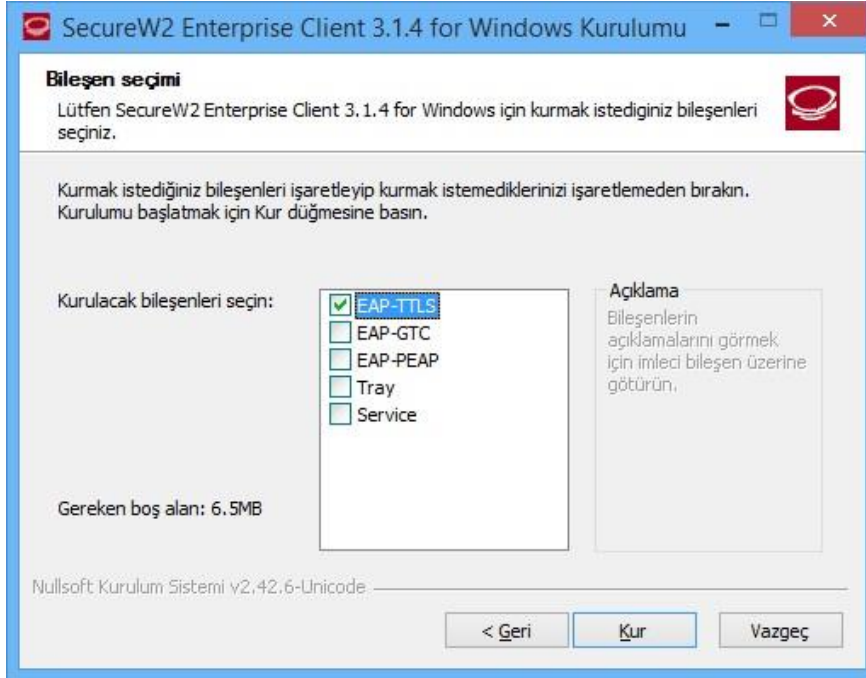 SecureW2 Enterprise Client 3.1.4 for Windows Kurulumu
Bileşen seçimi
Lütfen SecureW2 Enterprise Client 3.1.4 for Windows için kurmak istediginiz bileşenleri
seçiniz.
Kurmak istediğiniz bileşenleri işaretleyip kurmak istemediklerinizi işaretlemeden bırakın.
Kurulumu başlatmak için Kur düğmesine basın.
Kurulacak bileşenleri seçin:
EAP-TTLS
EAP-GTC
EAP-PEAP
Tray
Service
Açıklama
Bileşenlerin
açıklamalarını görmek
için imleci bileşen üzerine
götürün.
Gereken boş alan: 6.5MB
Nullsoft Kurulum Sistemi v2.42.6-Unicode
< Geri
Kur
Vazgeç